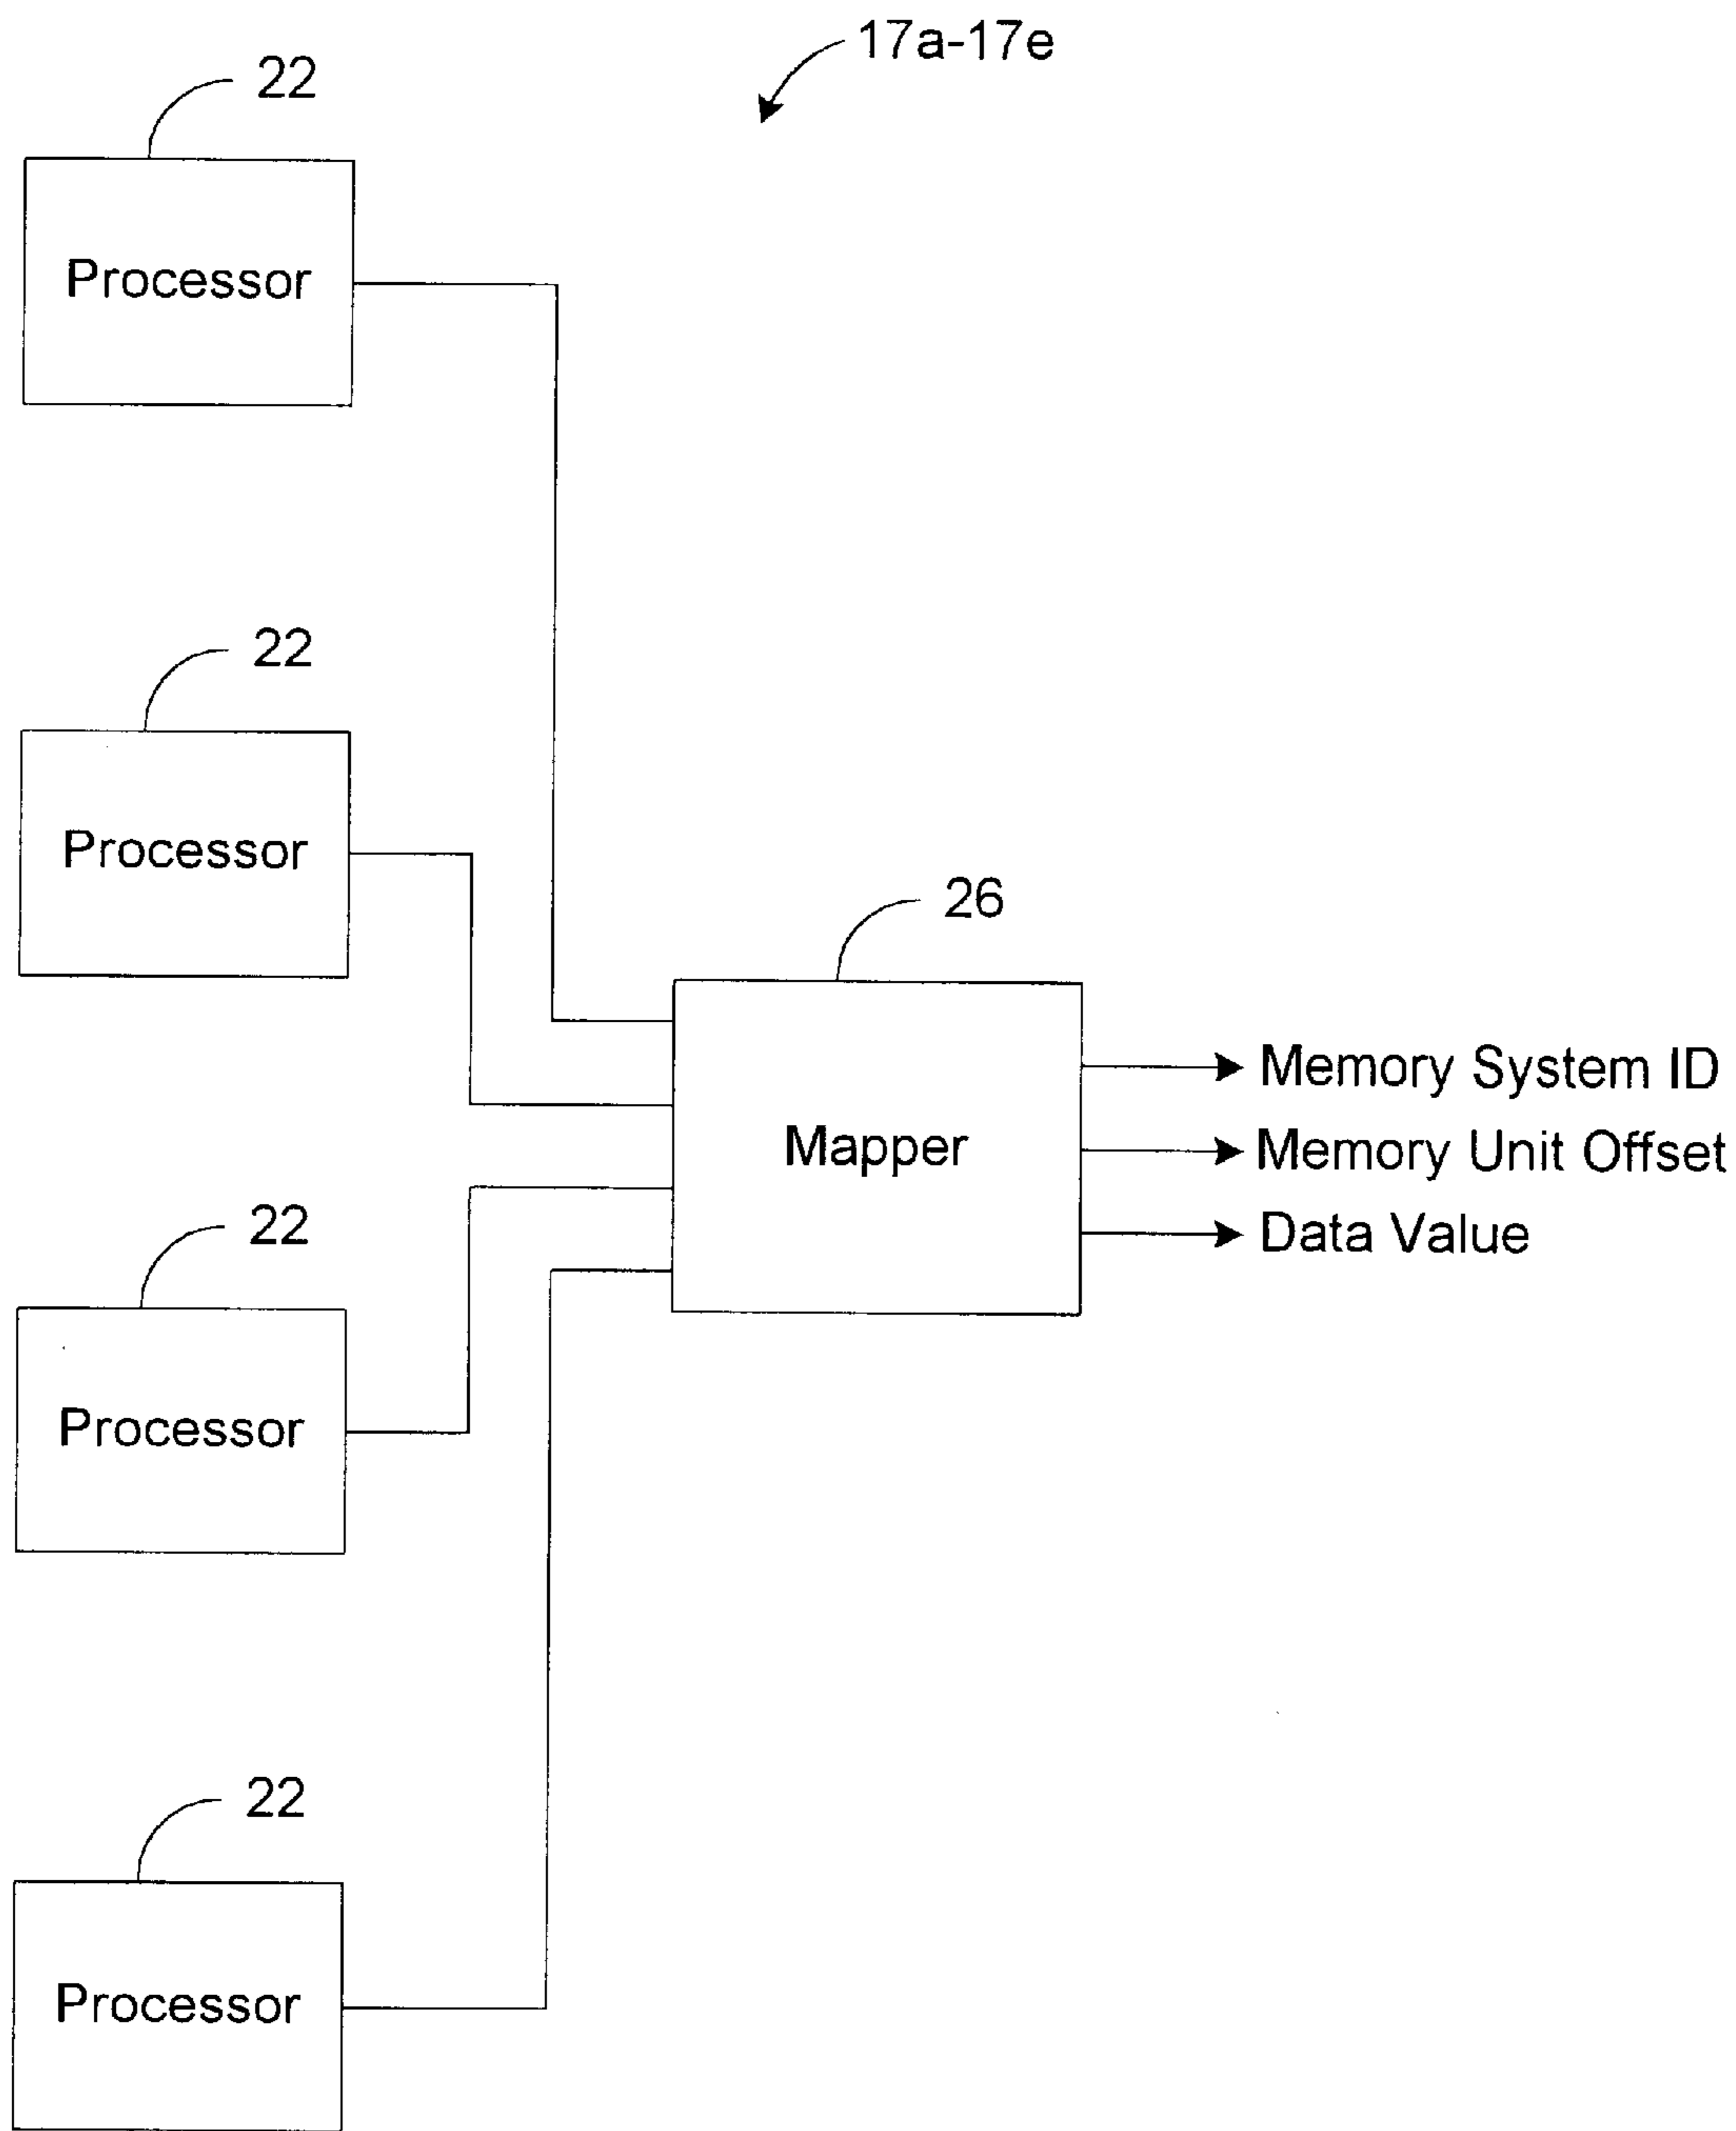 17a-17e
22
Processor
22
Processor
26
Mapper
Memory System ID
Memory Unit Offset
Data Value
22
Processor
22
Processor